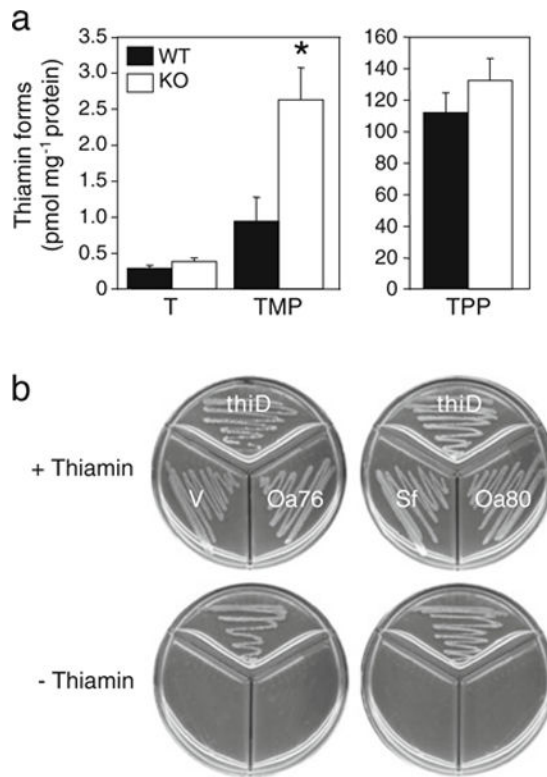 a
Thiamin forms
(pmol mg⁻¹ protein)
3.5
3.0
2.5
2.0
1.5
1.0
0.5
0
WT
KO
*
T
TMP
160
140
120
100
80
60
40
20
0
TPP
b
+ Thiamin
thiD
V
Oa76
thiD
Sf
Oa80
- Thiamin